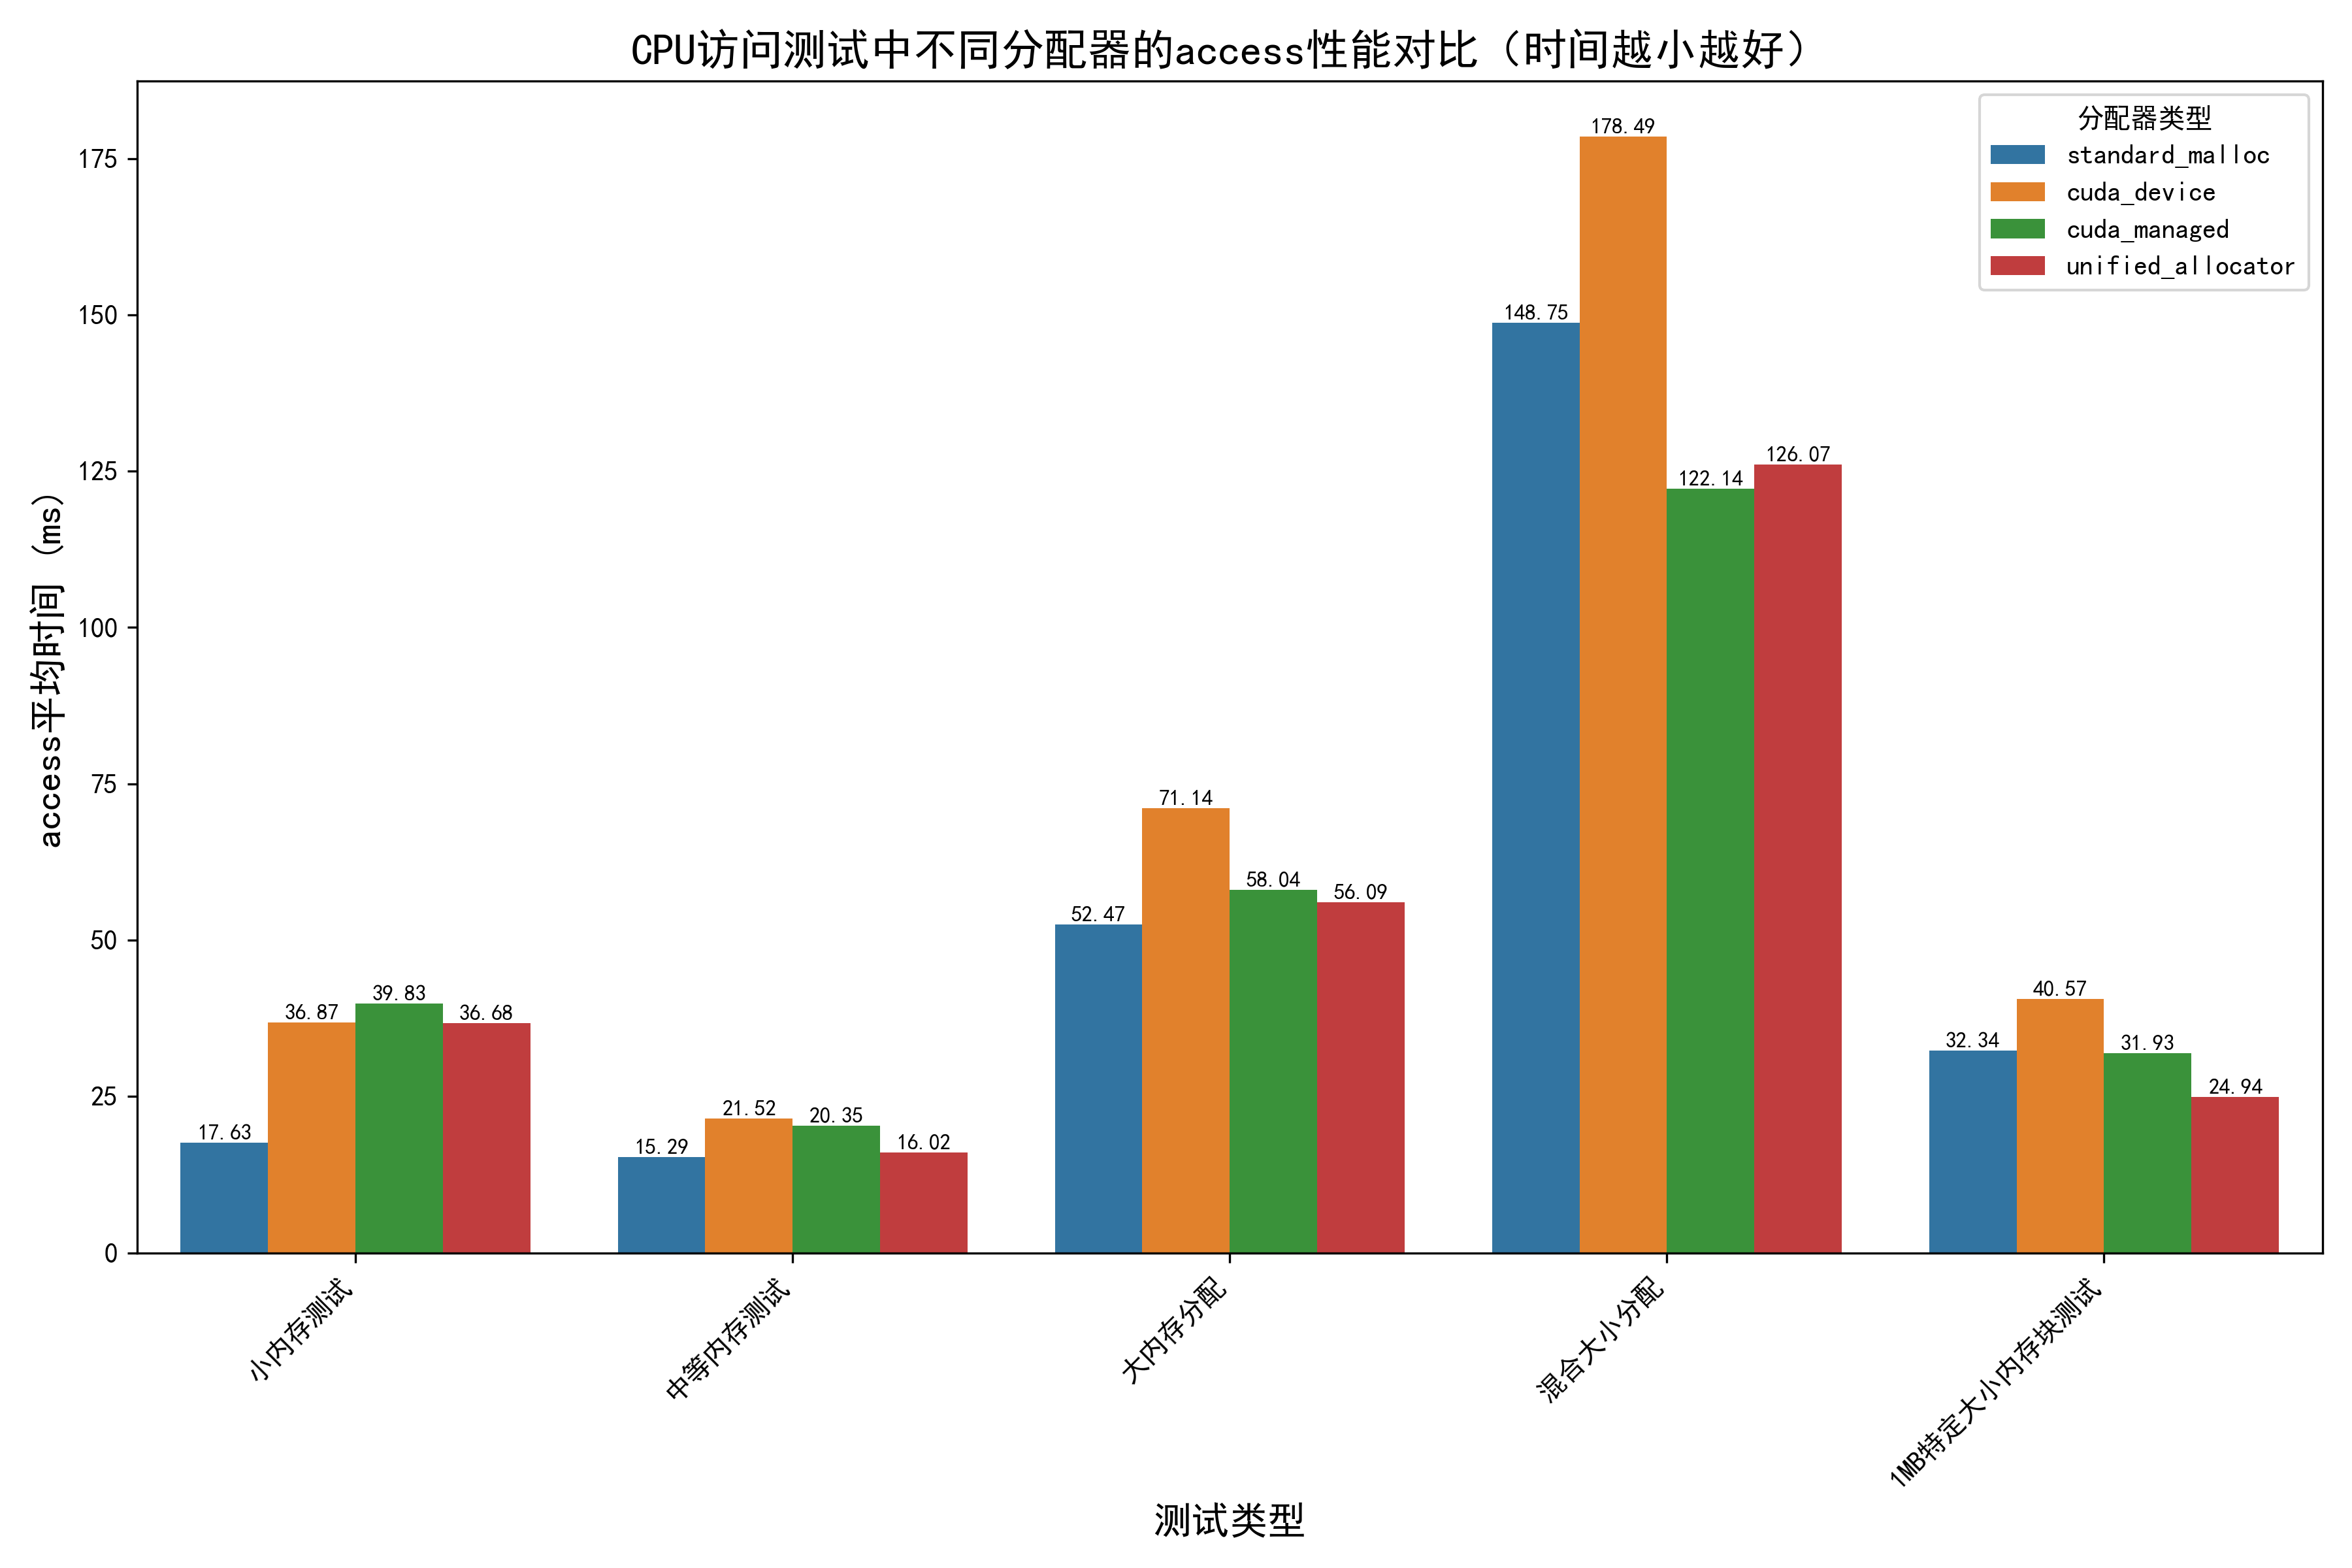 CPU访问测试中不同分配器的access性能对比（时间越小越好）
分配器类型
standard_malloc
cuda_device
cuda_managed
unified_allocator
access平均时间 (ms)
175
150
125
100
75
50
25
0
17.63
36.87
39.83
36.68
15.29
21.52
20.35
16.02
52.47
71.14
58.04
56.09
148.75
178.49
122.14
126.07
32.34
40.57
31.93
24.94
小内存测试
中等内存测试
大内存分配
混合大小分配
1MB特定大小内存块测试
测试类型